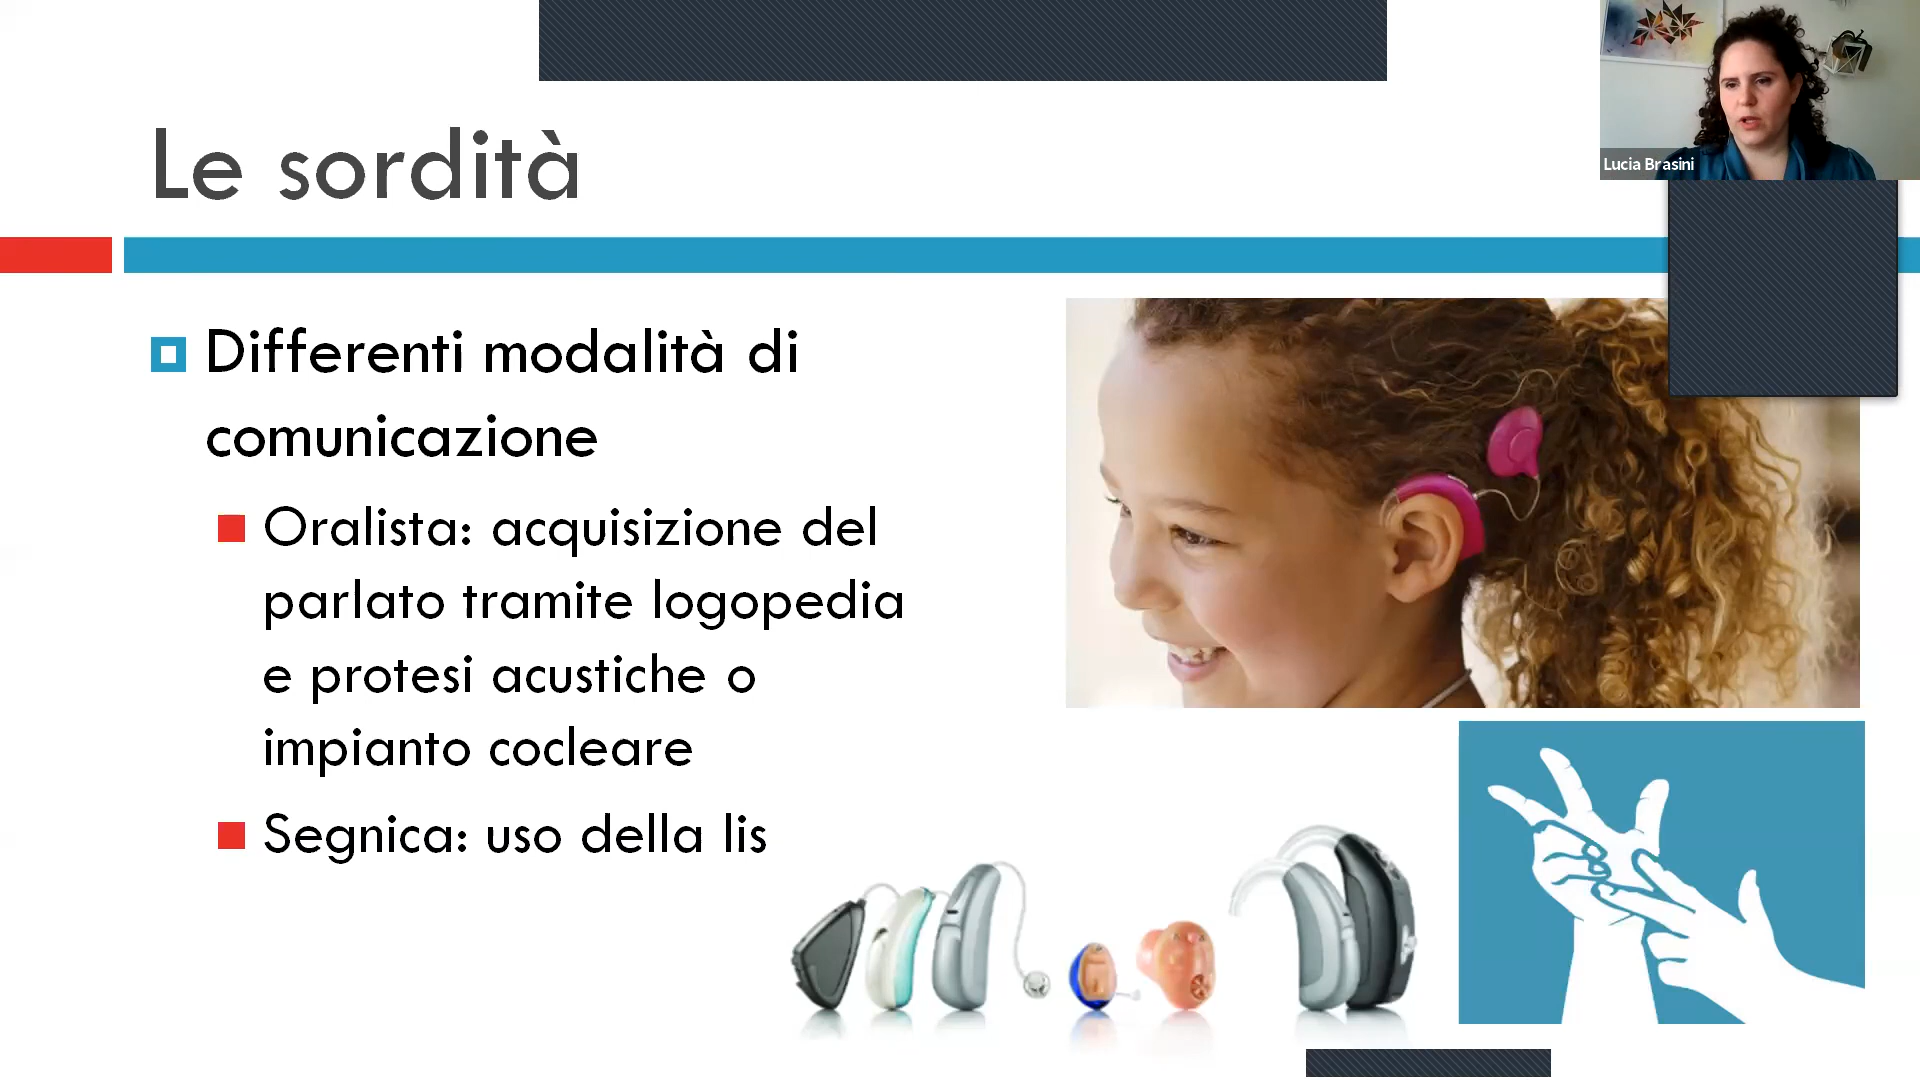 Le sordità
Lucia Brasini
Differenti modalità di
comunicazione
Oralista: acquisizione del
parlato tramite logopedia
e protesi acustiche o
impianto cocleare
Segnica: uso della lis